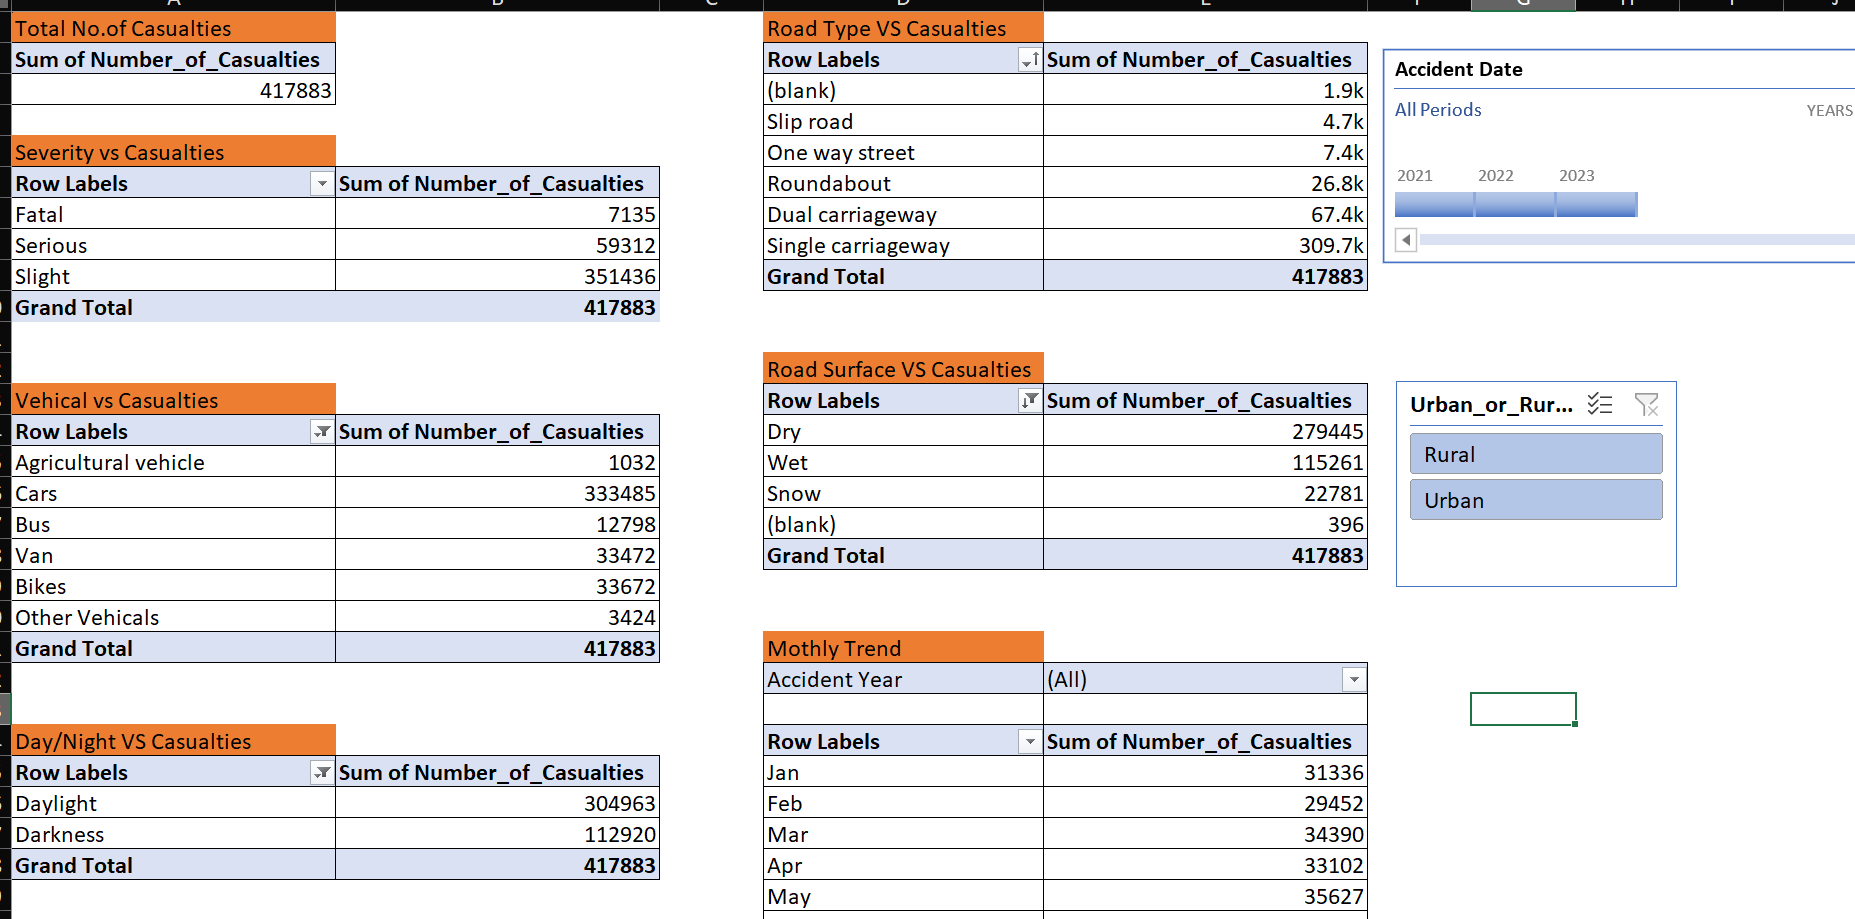 Total No.of Casualties
Sum of Number_of_Casualties
417883
Severity vs Casualties
Row Labels Sum of Number_of_Casualties
Fatal 7135
Serious 59312
Slight 351436
Grand Total 417883
Vehical vs Casualties
Row Labels Sum of Number_of_Casualties
Agricultural vehicle 1032
Cars 333485
Bus 12798
Van 33472
Bikes 33672
Other Vehicals 3424
Grand Total 417883
Day/Night VS Casualties
Row Labels Sum of Number_of_Casualties
Daylight 304963
Darkness 112920
Grand Total 417883
Road Type VS Casualties
Row Labels Sum of Number_of_Casualties
(blank) 1.9k
Slip road 4.7k
One way street 7.4k
Roundabout 26.8k
Dual carriageway 67.4k
Single carriageway 309.7k
Grand Total 417883
Road Surface VS Casualties
Row Labels Sum of Number_of_Casualties
Dry 279445
Wet 115261
Snow 22781
(blank) 396
Grand Total 417883
Mothly Trend
Accident Year (All)
Row Labels Sum of Number_of_Casualties
Jan 31336
Feb 29452
Mar 34390
Apr 33102
May 35627
Accident Date
All Periods YEARS
2021 2022 2023
Urban_or_Rur...
Rural
Urban